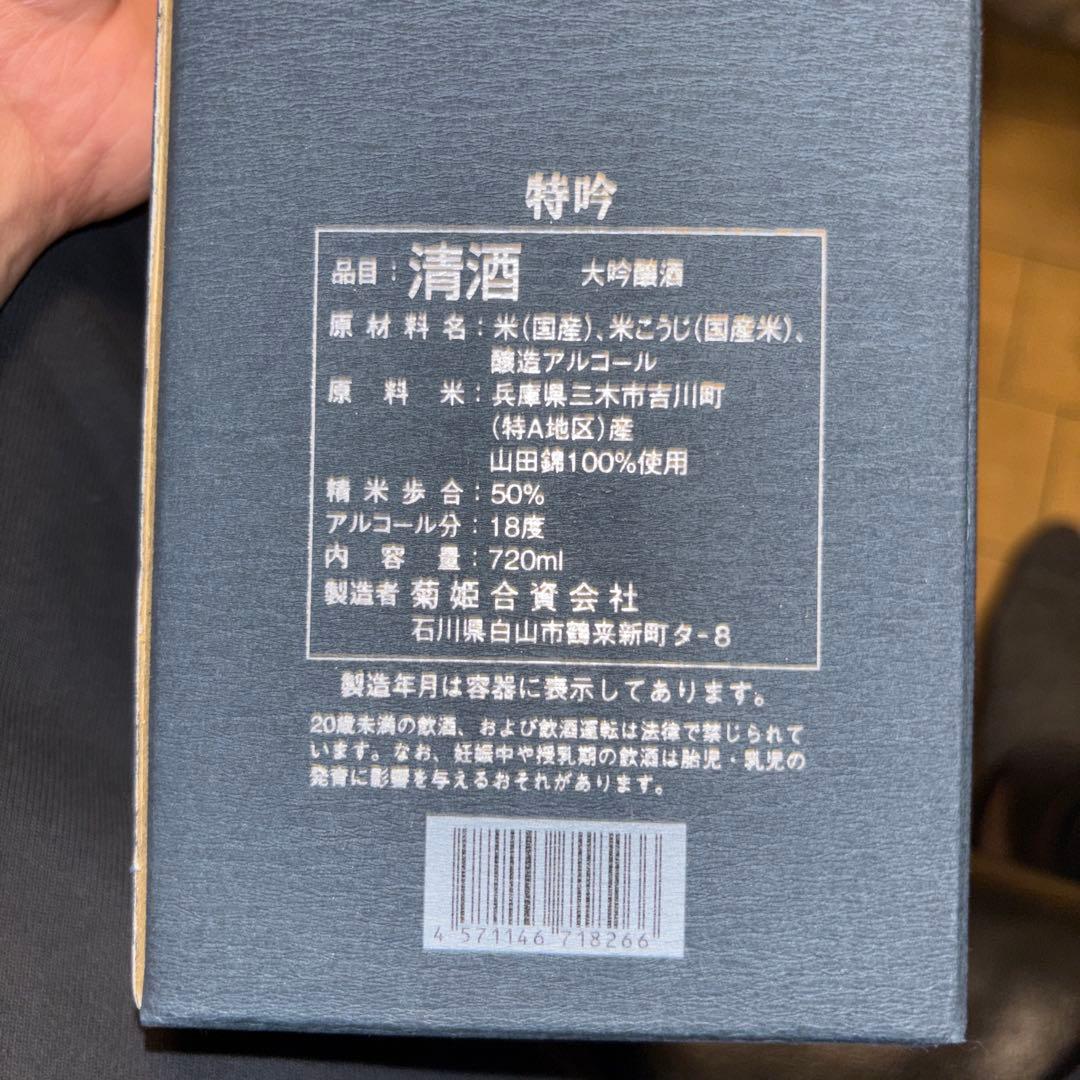 特吟
品目：清酒 大吟醸酒
原材料名：米(国産)、米こうじ(国産米)、
醸造アルコール
原料米：兵庫県三木市吉川町
(特A地区)産
山田錦100%使用
精米歩合：50%
アルコール分：18度
内容量：720ml
製造者 菊姫合資会社
石川県白山市鶴来新町タ-8
製造年月は容器に表示してあります。
20歳未満の飲酒、および飲酒運転は法律で禁じられて
います。なお、妊娠中や授乳期の飲酒は胎児・乳児の
発育に影響を与えるおそれがあります。
4 571146 718266